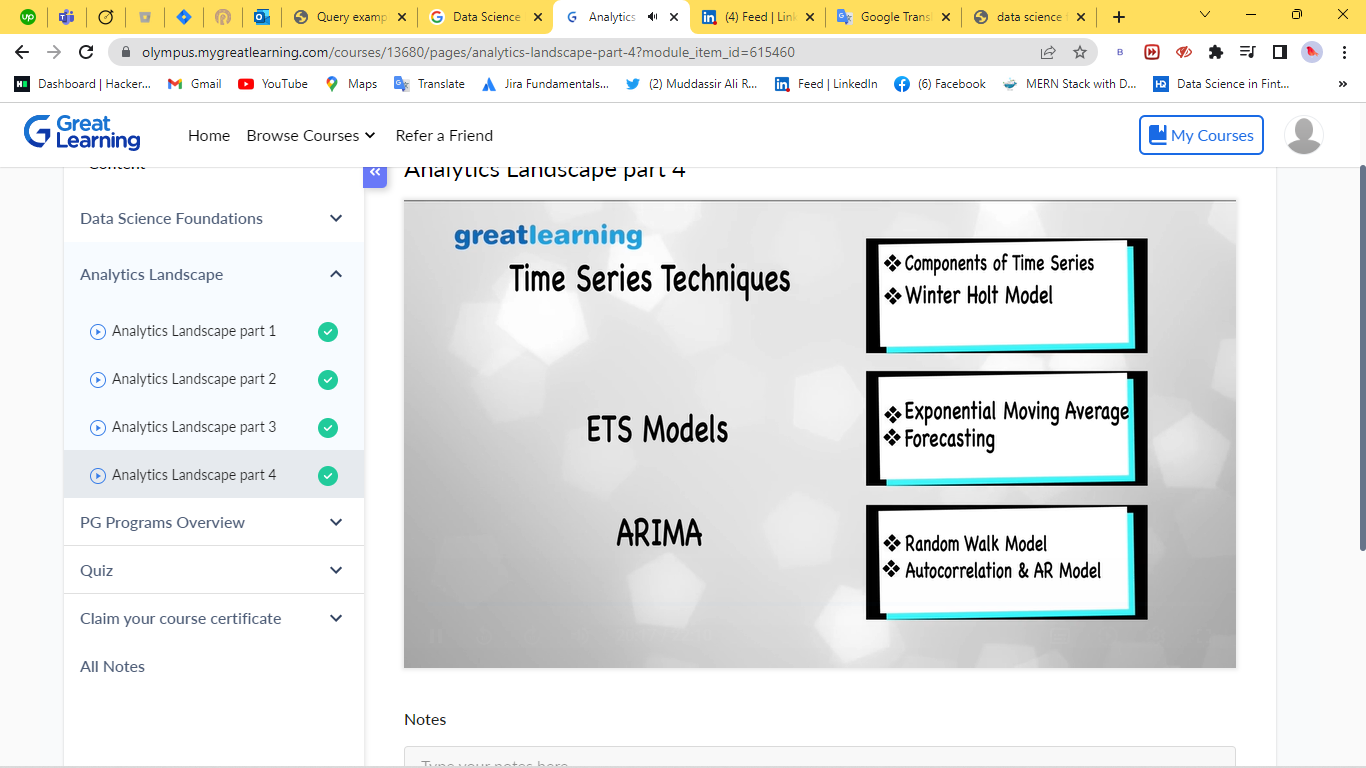 Query examp
Data Science
Analytics
(4) Feed | Link
Google Transl
data science f
olympus.mygreatlearning.com/courses/13680/pages/analytics-landscape-part-4?module_item_id=615460
Dashboard | Hacker...
Gmail
YouTube
Maps
Translate
Jira Fundamentals...
(2) Muddassir Ali R...
Feed | LinkedIn
(6) Facebook
MERN Stack with D...
Data Science in Fint...
Great
Learning
Home
Browse Courses
Refer a Friend
My Courses
Content
Analytics Landscape part 4
Data Science Foundations
Analytics Landscape
Analytics Landscape part 1
Analytics Landscape part 2
Analytics Landscape part 3
Analytics Landscape part 4
PG Programs Overview
Quiz
Claim your course certificate
All Notes
greatlearning
Time Series Techniques
Components of Time Series
Winter Holt Model
ETS Models
Exponential Moving Average
Forecasting
ARIMA
Random Walk Model
Autocorrelation & AR Model
Notes
Type your notes here